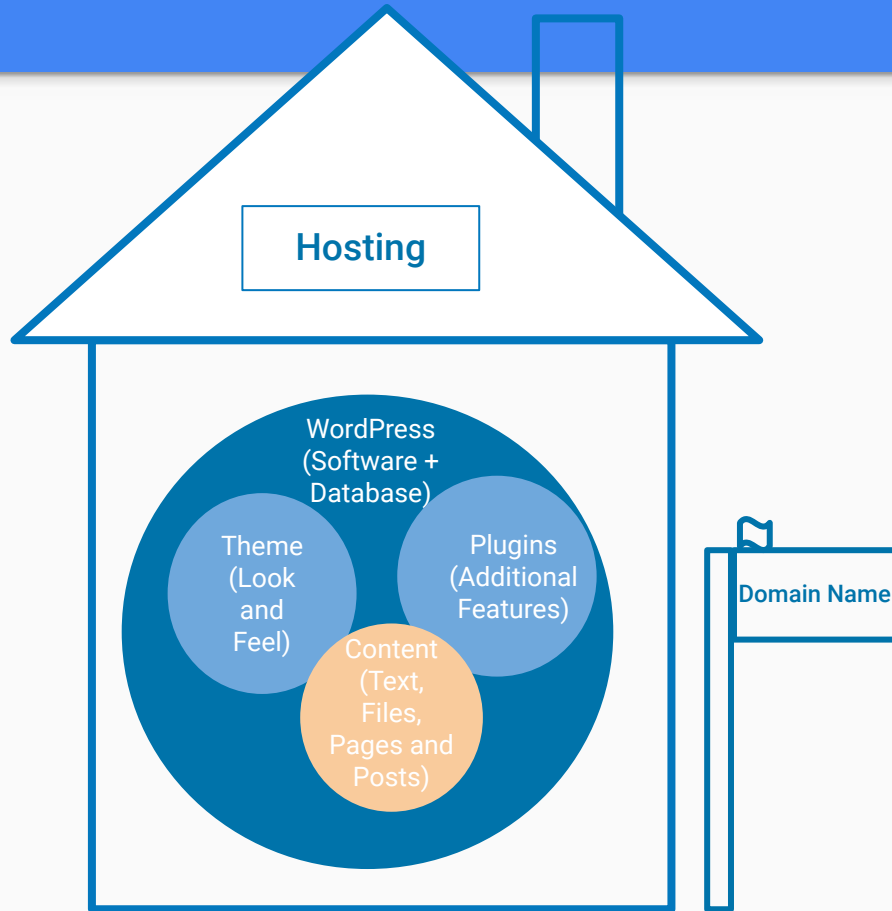 Hosting
WordPress
(Software +
Database)
Theme
(Look
and
Feel)
Plugins
(Additional
Features)
Content
(Text,
Files,
Pages and
Posts)
Domain Name